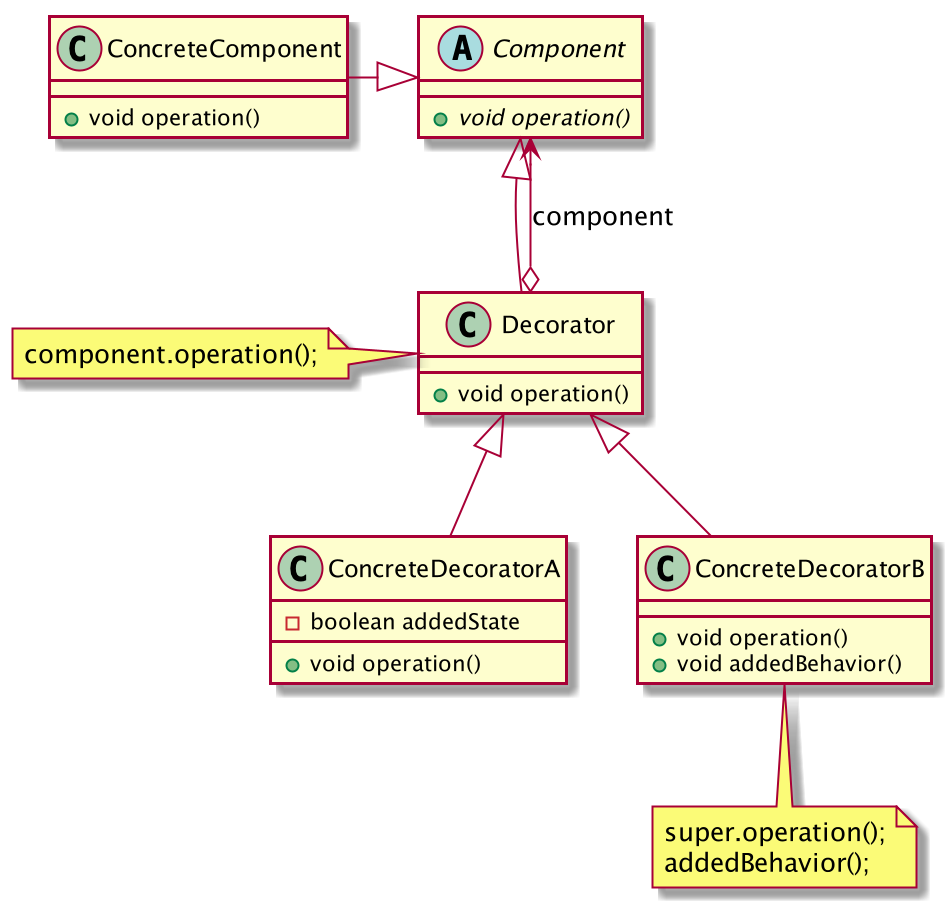 C ConcreteComponent
void operation()
A Component
void operation()
component
component.operation();
C Decorator
void operation()
C ConcreteDecoratorA
boolean addedState
void operation()
C ConcreteDecoratorB
void operation()
void addedBehavior()
super.operation();
addedBehavior();